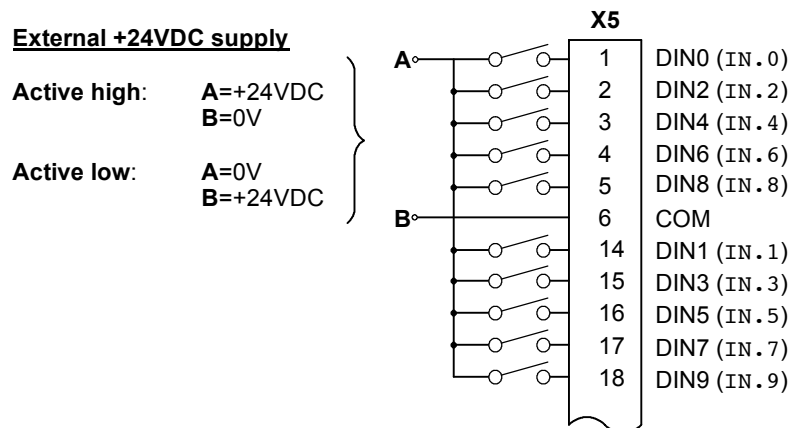 External +24VDC supply
Active high: A=+24VDC
B=0V
Active low: A=0V
B=+24VDC
X5
A 1 DIN0 (IN.0)
2 DIN2 (IN.2)
3 DIN4 (IN.4)
4 DIN6 (IN.6)
5 DIN8 (IN.8)
B 6 COM
14 DIN1 (IN.1)
15 DIN3 (IN.3)
16 DIN5 (IN.5)
17 DIN7 (IN.7)
18 DIN9 (IN.9)